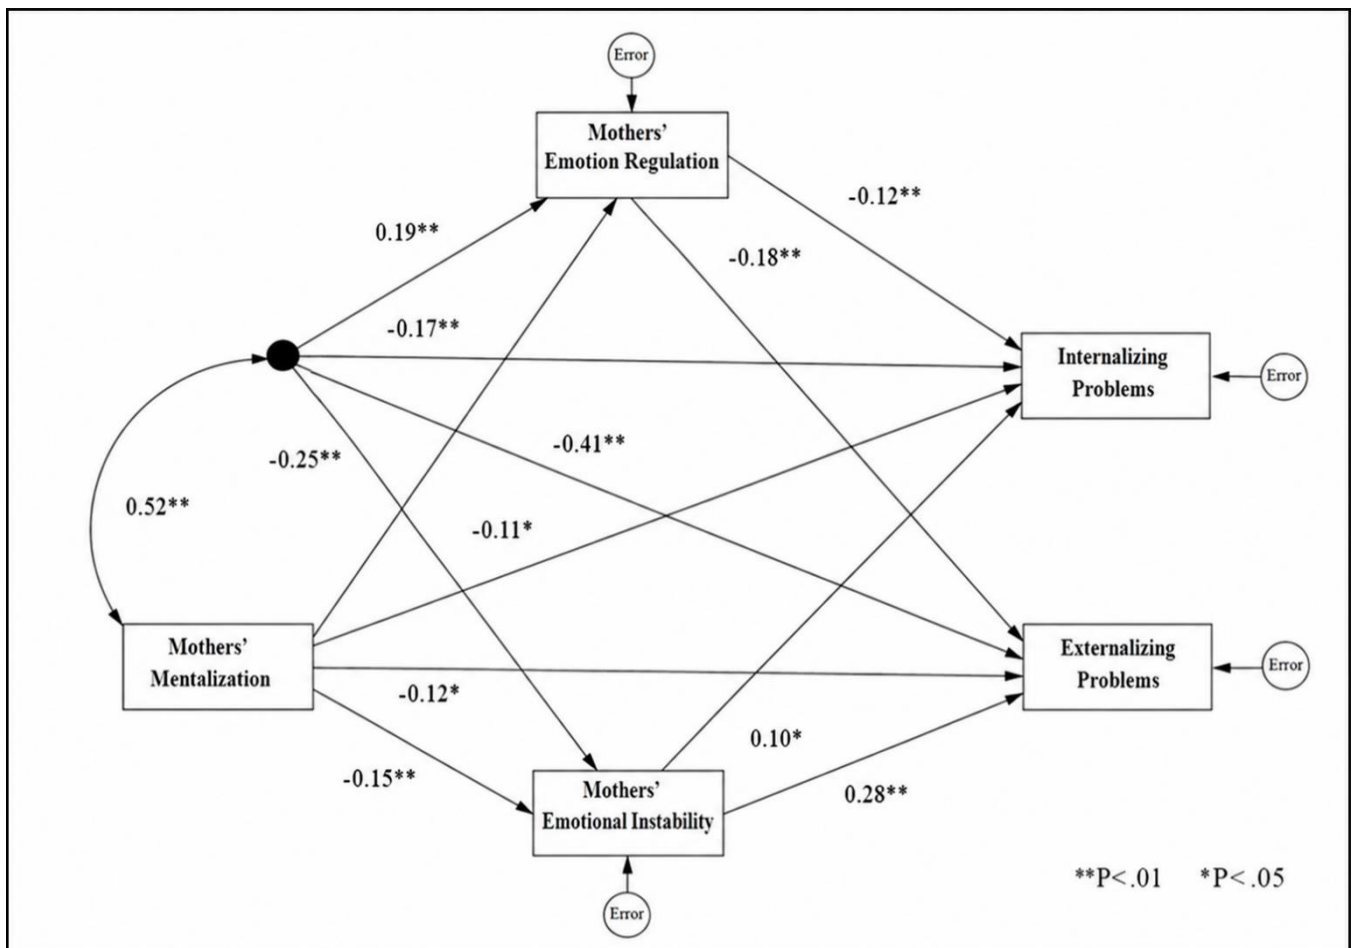 Error
Mothers’
Emotion Regulation
-0.12**
0.19**
-0.18**
-0.17**
Internalizing
Problems
Error
-0.41**
-0.25**
0.52**
-0.11*
Mothers’
Mentalization
Externalizing
Problems
Error
-0.12*
0.10*
-0.15**
Mothers’
Emotional Instability
0.28**
**P<.01 *P<.05
Error